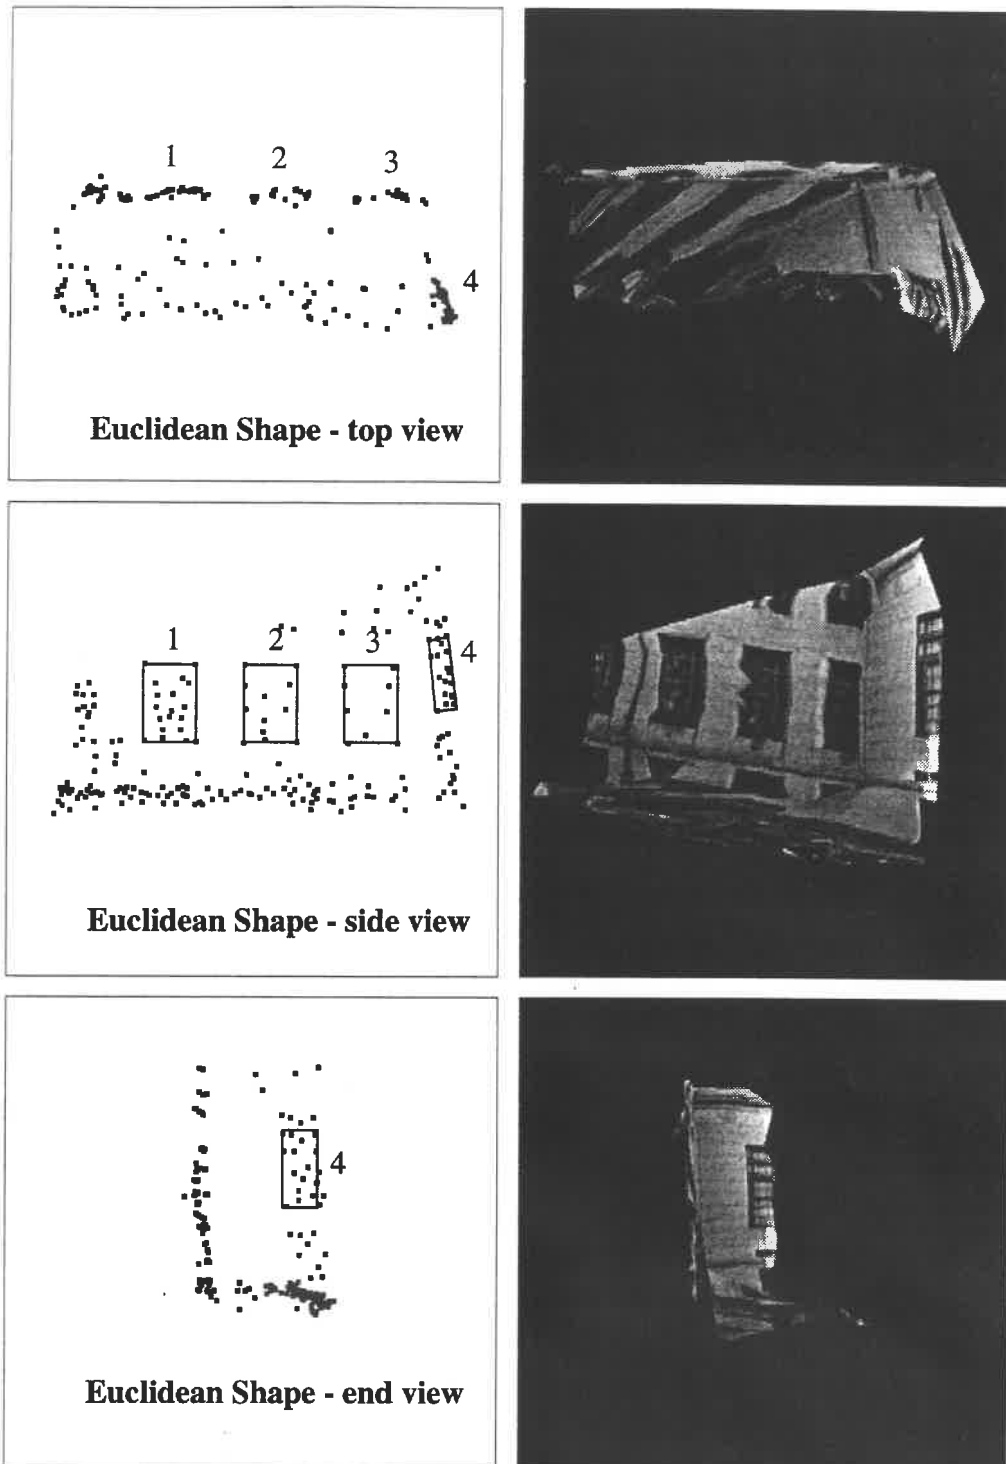 1 2 3
4
Euclidean Shape - top view
1 2 3 4
Euclidean Shape - side view
4
Euclidean Shape - end view